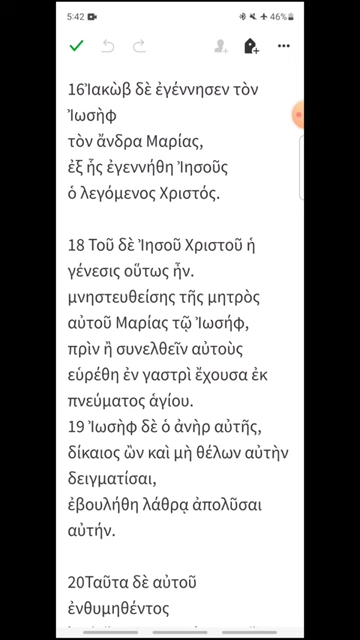 5:42
46%
16Ἰακὼβ δὲ ἐγέννησεν τὸν
Ἰωσὴφ
τὸν ἄνδρα Μαρίας,
ἐξ ἧς ἐγεννήθη Ἰησοῦς
ὁ λεγόμενος Χριστός.
18 Τοῦ δὲ Ἰησοῦ Χριστοῦ ἡ
γένεσις οὕτως ἦν.
μνηστευθείσης τῆς μητρὸς
αὐτοῦ Μαρίας τῷ Ἰωσήφ,
πρὶν ἢ συνελθεῖν αὐτοὺς
εὑρέθη ἐν γαστρὶ ἔχουσα ἐκ
πνεύματος ἁγίου.
19 Ἰωσὴφ δὲ ὁ ἀνὴρ αὐτῆς,
δίκαιος ὢν καὶ μὴ θέλων αὐτὴν
δειγματίσαι,
ἐβουλήθη λάθρᾳ ἀπολῦσαι
αὐτήν.
20Ταῦτα δὲ αὐτοῦ
ἐνθυμηθέντος